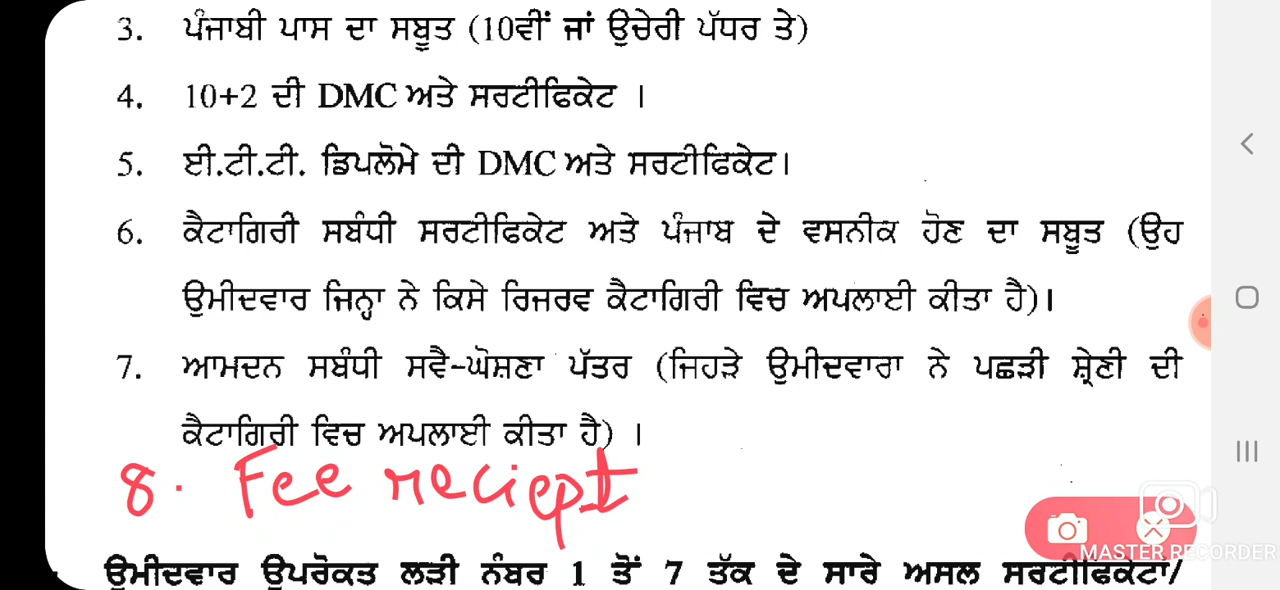 3. ਪੰਜਾਬੀ ਪਾਸ ਦਾ ਸਬੂਤ (10ਵੀਂ ਜਾਂ ਉਚੇਰੀ ਪੱਧਰ ਤੇ)
4. 10+2 ਦੀ DMC ਅਤੇ ਸਰਟੀਫਿਕੇਟ ।
5. ਈ.ਟੀ.ਟੀ. ਡਿਪਲੋਮੇ ਦੀ DMC ਅਤੇ ਸਰਟੀਫਿਕੇਟ।
6. ਕੈਟਾਗਿਰੀ ਸਬੰਧੀ ਸਰਟੀਫਿਕੇਟ ਅਤੇ ਪੰਜਾਬ ਦੇ ਵਸਨੀਕ ਹੋਣ ਦਾ ਸਬੂਤ (ਉਹ
ਉਮੀਦਵਾਰ ਜਿਨ੍ਹਾ ਨੇ ਕਿਸੇ ਰਿਜਰਵ ਕੈਟਾਗਿਰੀ ਵਿਚ ਅਪਲਾਈ ਕੀਤਾ ਹੈ)।
7. ਆਮਦਨ ਸਬੰਧੀ ਸਵੈ-ਘੋਸ਼ਣਾ ਪੱਤਰ (ਜਿਹੜੇ ਉਮੀਦਵਾਰਾ ਨੇ ਪਛੜੀ ਸ਼੍ਰੇਣੀ ਦੀ
ਕੈਟਾਗਿਰੀ ਵਿਚ ਅਪਲਾਈ ਕੀਤਾ ਹੈ) ।
8. Fee reciept
MASTER RECORDER
ਉਮੀਦਵਾਰ ਉਪਰੋਕਤ ਲੜੀ ਨੰਬਰ 1 ਤੋਂ 7 ਤੱਕ ਦੇ ਸਾਰੇ ਅਸਲ ਸਰਟੀਫਿਕੇਟਾਂ/